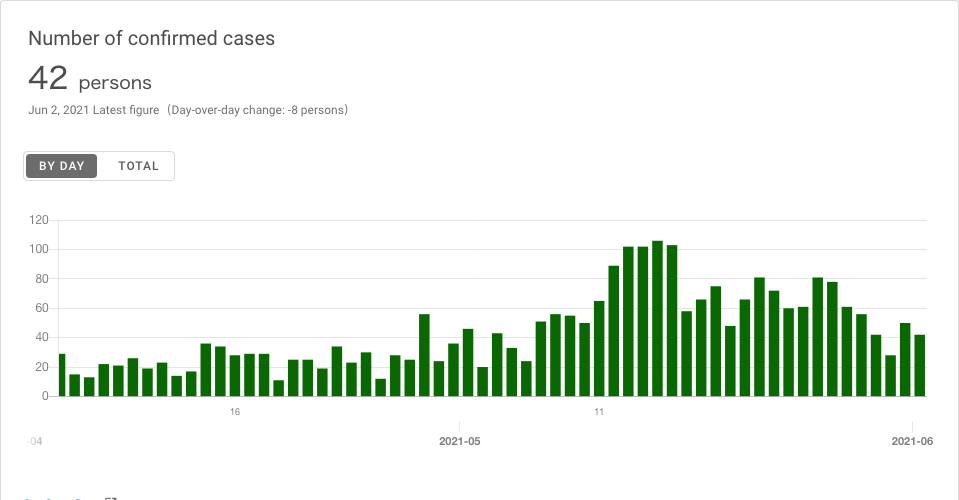 Number of confirmed cases
42 persons
Jun 2, 2021 Latest figure (Day-over-day change: -8 persons)
BY DAY TOTAL
120
100
80
60
40
20
0
16 11
-04 2021-05 2021-06